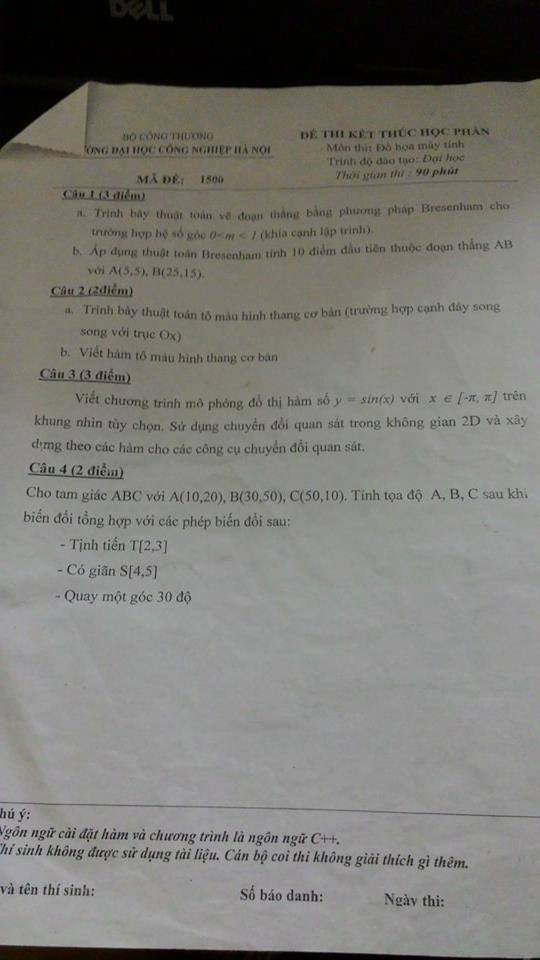 DELL
BỘ CÔNG THƯƠNG
ĐỀ THI KẾT THÚC HỌC PHẦN
ỜNG ĐẠI HỌC CÔNG NGHIỆP HÀ NỘI
Môn thi: Đồ họa máy tính
Trình độ đào tạo: Đại học
MÃ ĐỀ: 1500
Thời gian thi : 90 phút
Câu 1 (3 điểm)
a. Trình bày thuật toán vẽ đoạn thẳng bằng phương pháp Bresenham cho
trường hợp hệ số góc 0<m < 1 (khía cạnh lập trình).
b. Áp dụng thuật toán Bresenham tính 10 điểm đầu tiên thuộc đoạn thẳng AB
với A(5,5), B(25,15).
Câu 2 (2điểm)
a. Trình bày thuật toán tô màu hình thang cơ bản (trường hợp cạnh đáy song
song với trục Ox)
b. Viết hàm tô màu hình thang cơ bản
Câu 3 (3 điểm)
Viết chương trình mô phỏng đồ thị hàm số y = sin(x) với x ∈ [-π, π] trên
khung nhìn tùy chọn. Sử dụng chuyển đổi quan sát trong không gian 2D và xây
dựng theo các hàm cho các công cụ chuyển đổi quan sát.
Câu 4 (2 điểm)
Cho tam giác ABC với A(10,20), B(30,50), C(50,10). Tính tọa độ A, B, C sau khi
biến đổi tổng hợp với các phép biến đổi sau:
- Tịnh tiến T[2,3]
- Có giãn S[4,5]
- Quay một góc 30 độ
hú ý:
Ngôn ngữ cài đặt hàm và chương trình là ngôn ngữ C++.
Thí sinh không được sử dụng tài liệu. Cán bộ coi thi không giải thích gì thêm.
và tên thí sinh: Số báo danh: Ngày thi: